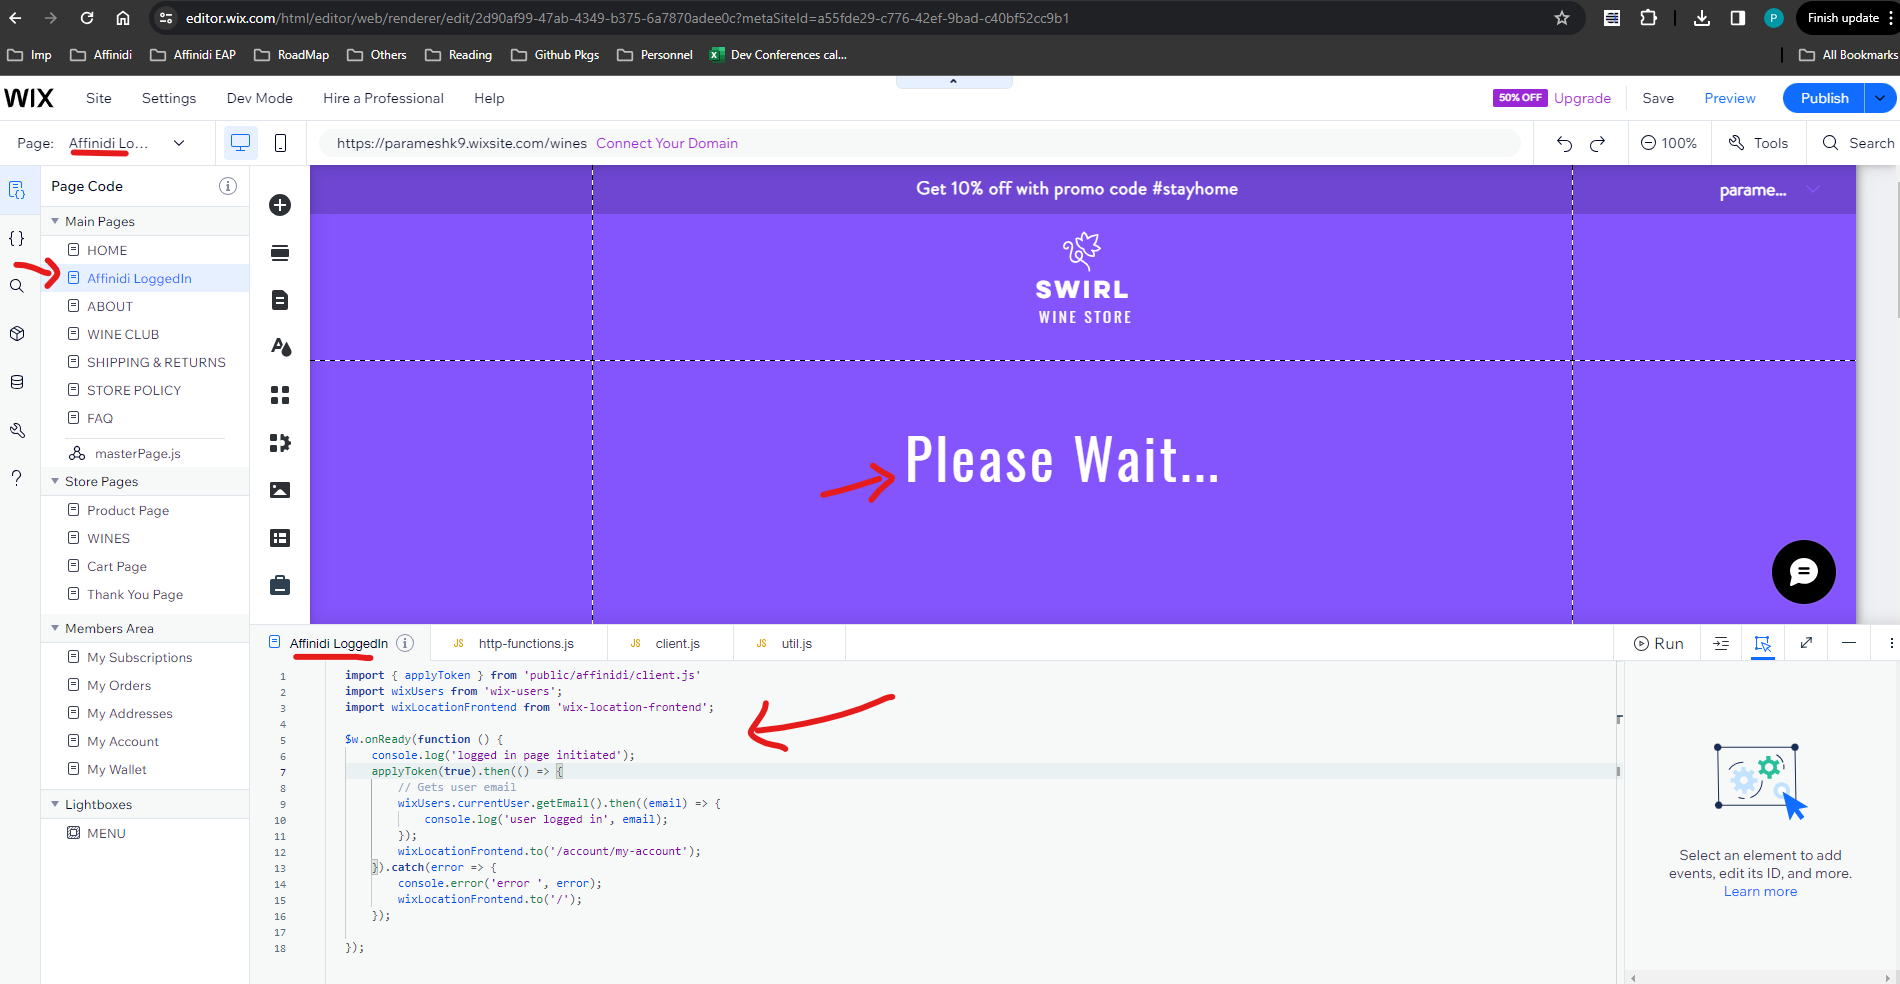 editor.wix.com/html/editor/web/renderer/edit/2d90af99-47ab-4349-b375-6a7870adee0c?metaSiteId=a55fde29-c776-42ef-9bad-c40bf52cc9b1
P
Finish update
Imp Affinidi Affinidi EAP RoadMap Others Reading Github Pkgs Personnel Dev Conferences cal... All Bookmarks
WIX Site Settings Dev Mode Hire a Professional Help 50% OFF Upgrade Save Preview Publish
Page: Affinidi Lo... https://parameshk9.wixsite.com/wines Connect Your Domain 100% Tools Search
Page Code
Main Pages
HOME
Affinidi LoggedIn
ABOUT
WINE CLUB
SHIPPING & RETURNS
STORE POLICY
FAQ
masterPage.js
Store Pages
Product Page
WINES
Cart Page
Thank You Page
Members Area
My Subscriptions
My Orders
My Addresses
My Account
My Wallet
Lightboxes
MENU
Get 10% off with promo code #stayhome
parame...
SWIRL
WINE STORE
Please Wait...
Affinidi LoggedIn JS http-functions.js JS client.js JS util.js Run
1 import { applyToken } from 'public/affinidi/client.js'
2 import wixUsers from 'wix-users';
3 import wixLocationFrontend from 'wix-location-frontend';
4
5 $w.onReady(function () {
6 console.log('logged in page initiated');
7 applyToken(true).then(() => {
8 // Gets user email
9 wixUsers.currentUser.getEmail().then((email) => {
10 console.log('user logged in', email);
11 });
12 wixLocationFrontend.to('/account/my-account');
13 }).catch(error => {
14 console.error('error ', error);
15 wixLocationFrontend.to('/');
16 });
17
18 });
Select an element to add
events, edit its ID, and more.
Learn more